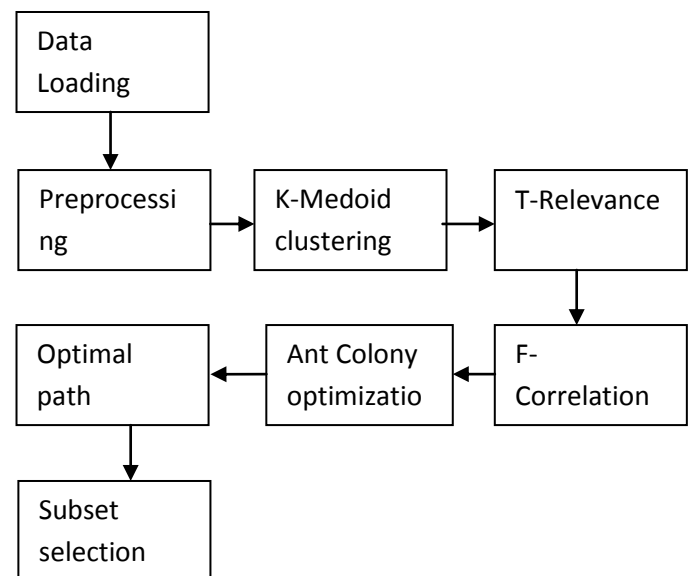 Data
Loading
Preprocessi
ng
K-Medoid
clustering
T-Relevance
Optimal
path
Ant Colony
optimizatio
F-
Correlation
Subset
selection